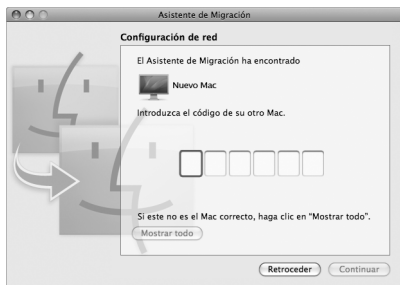 Asistente de Migración
Configuración de red
El Asistente de Migración ha encontrado
Nuevo Mac
Introduzca el código de su otro Mac.
Si este no es el Mac correcto, haga clic en “Mostrar todo”.
Mostrar todo
Retroceder
Continuar